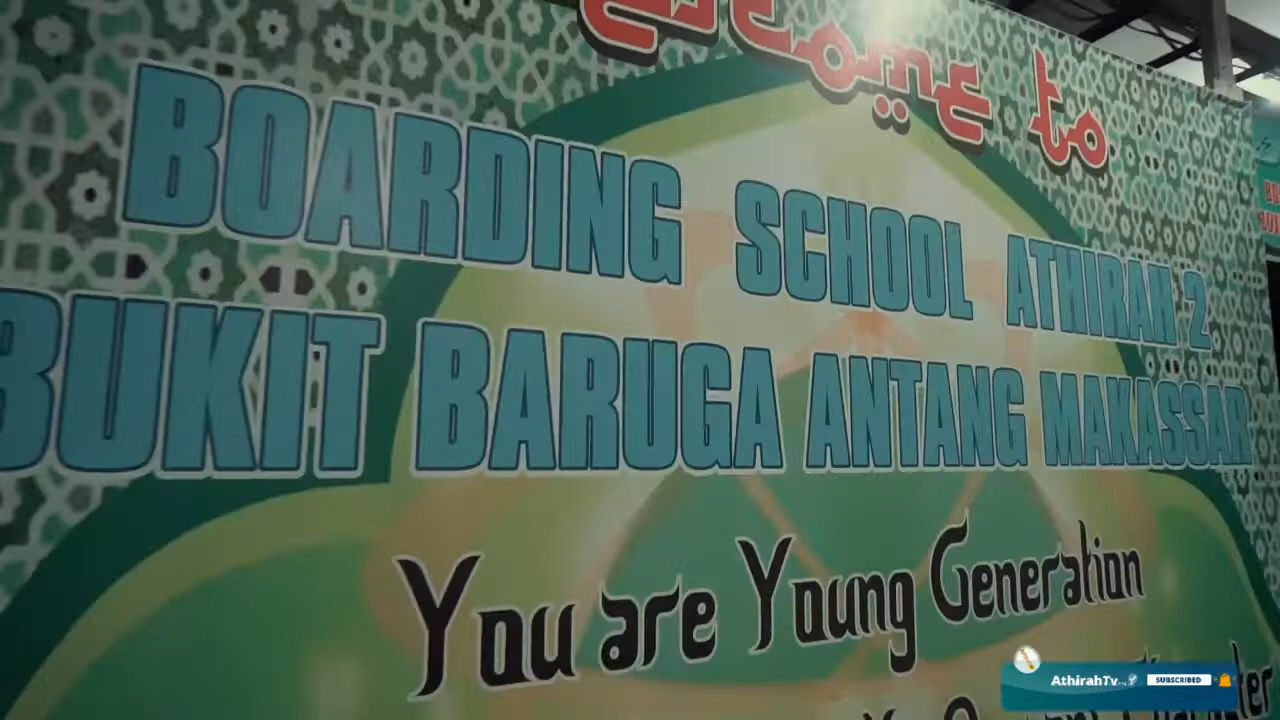 Welcome to
BOARDING SCHOOL ATHIRAH 2
BUKIT BARUGA ANTANG MAKASSAR
You are Young Generation
AthirahTv
SUBSCRIBED